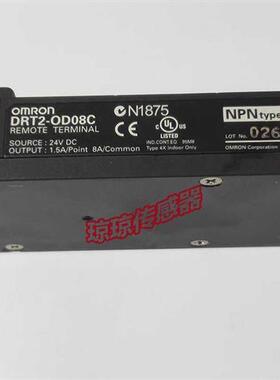 OMRON
DRT2-OD08C
REMOTE TERMINAL
SOURCE : 24V DC
OUTPUT : 1.5A/Point 8A/Common
N1875
CE
C UL US LISTED
IND.CONT.EQ.
Type 4X Indoor Only
NPN type
LOT No. 026
OMRON Corporation
琼琼传感器